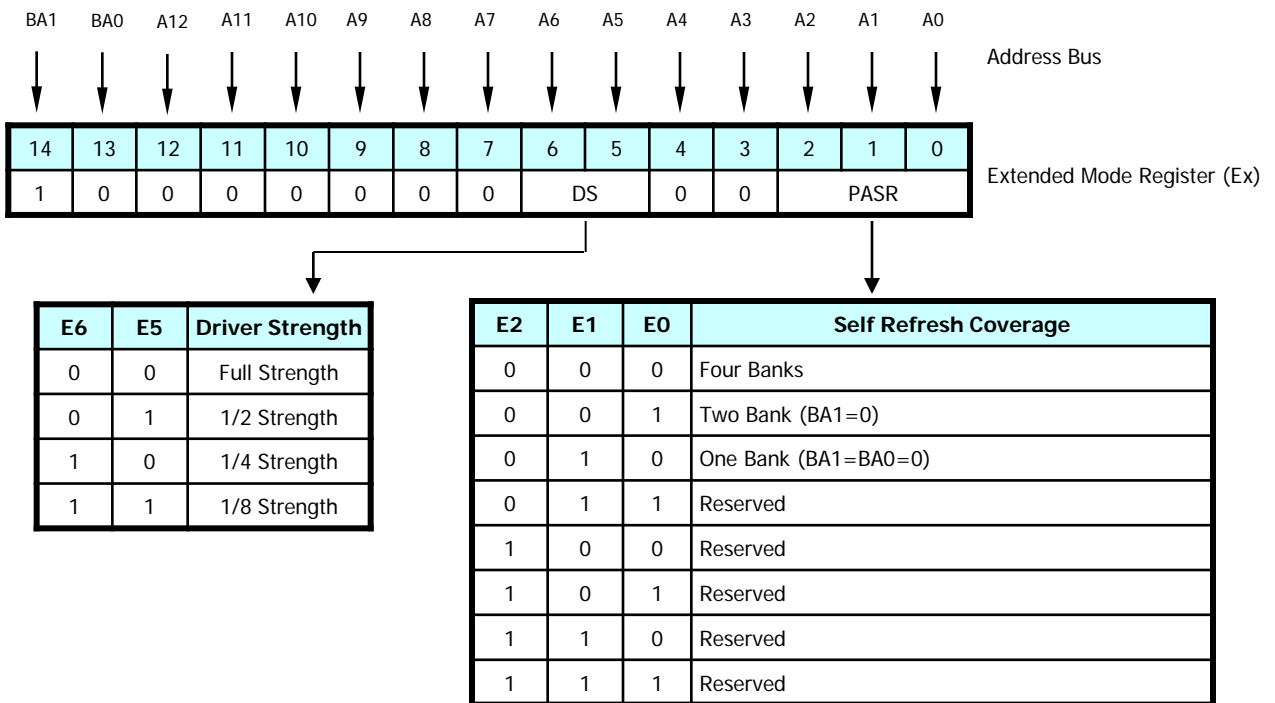 BA1 BA0 A12 A11 A10 A9 A8 A7 A6 A5 A4 A3 A2 A1 A0
Address Bus
14 13 12 11 10 9 8 7 6 5 4 3 2 1 0
1 0 0 0 0 0 0 0 DS 0 0 PASR
Extended Mode Register (Ex)
E6 E5 Driver Strength
0 0 Full Strength
0 1 1/2 Strength
1 0 1/4 Strength
1 1 1/8 Strength
E2 E1 E0 Self Refresh Coverage
0 0 0 Four Banks
0 0 1 Two Bank (BA1=0)
0 1 0 One Bank (BA1=BA0=0)
0 1 1 Reserved
1 0 0 Reserved
1 0 1 Reserved
1 1 0 Reserved
1 1 1 Reserved